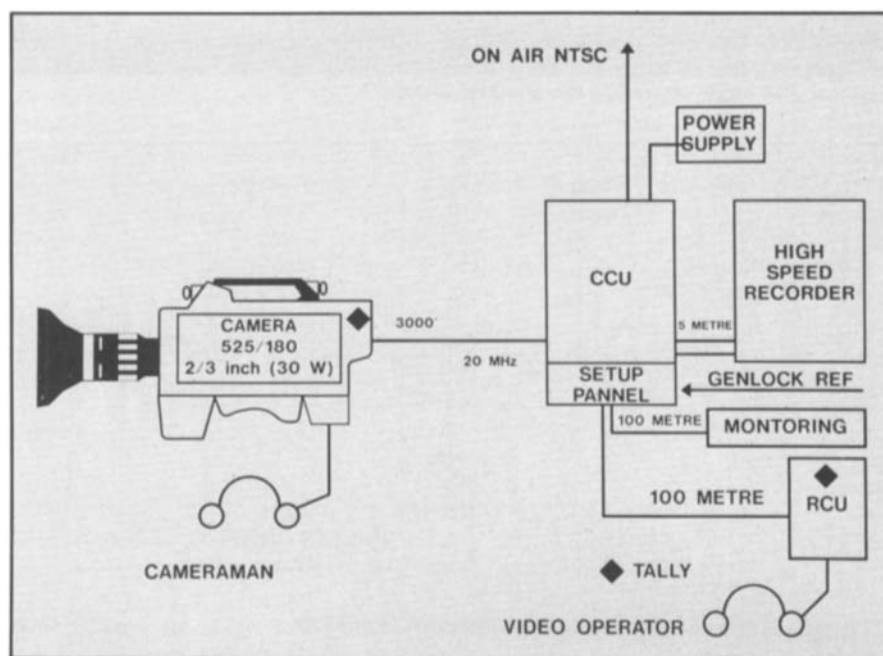 ON AIR NTSC
POWER
SUPPLY
CCU
HIGH
SPEED
RECORDER
CAMERA
525/180
2/3 inch (30 W)
3000'
20 MHz
5 METRE
SETUP
PANNEL
GENLOCK REF
100 METRE
MONTORING
100 METRE
RCU
CAMERAMAN
TALLY
VIDEO OPERATOR